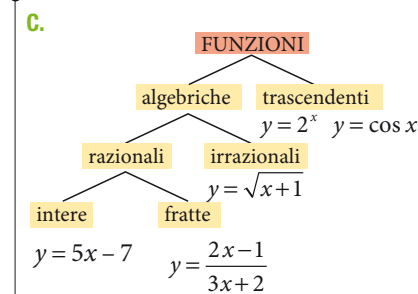 C.
FUNZIONI
algebriche trascendenti
y = 2^x y = cos x
razionali irrazionali
y = √(x+1)
intere fratte
y = 5x − 7 y = (2x−1)/(3x+2)